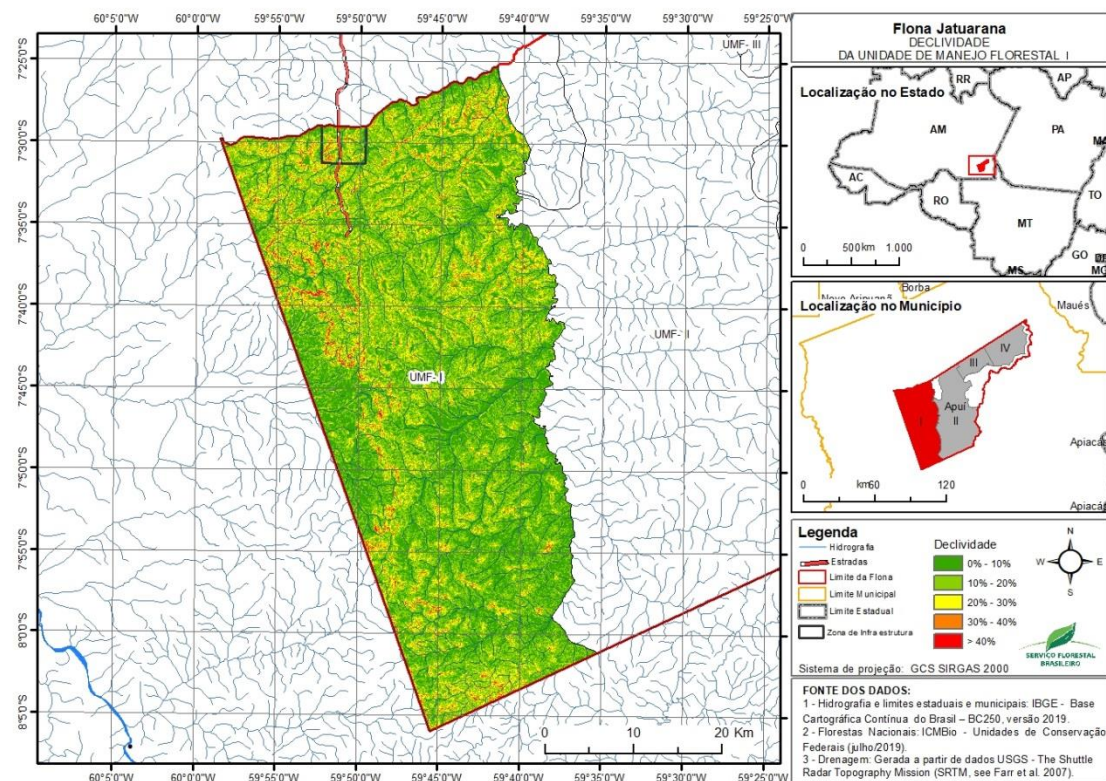 60°0'0"O 59°55'0"O 59°50'0"O 59°45'0"O 59°40'0"O 59°35'0"O 59°30'0"O 59°25'0"O
7°25'0"S
7°30'0"S
7°35'0"S
7°40'0"S
7°45'0"S
7°50'0"S
7°55'0"S
8°0'0"S
8°5'0"S
UMF- III
UMF- I
UMF- I
0 10 20 Km
60°5'0"O 60°0'0"O 59°55'0"O 59°50'0"O 59°45'0"O 59°40'0"O 59°35'0"O 59°30'0"O
Flona Jatuarana
DECLIVIDADE
DA UNIDADE DE MANEJO FLORESTAL I
Localização no Estado
RR
AP
AM
PA
AC
RO
MT
TO
GO
MS
0 500 km 1.000
Localização no Município
Borba
Maués
III
IV
Apuí
I
II
Apiacá
Apiacá
0 km 60 120
Legenda
Hidrografia
Estradas
Limite da Flona
Limite Municipal
Limite Estadual
Zona de Infraestrutura
Declividade
0% - 10%
10% - 20%
20% - 30%
30% - 40%
> 40%
N
W E
S
SERVIÇO FLORESTAL
BRASILEIRO
Sistema de projeção: GCS SIRGAS 2000
FONTE DOS DADOS:
1 - Hidrografia e limites estaduais e municipais: IBGE - Base
Cartográfica Contínua do Brasil – BC250, versão 2019.
2 - Florestas Nacionais: ICMBio - Unidades de Conservação
Federais (julho/2019).
3 - Drenagem: Gerada a partir de dados USGS - The Shuttle
Radar Topography Mission (SRTM, see Farr et al. 2007).